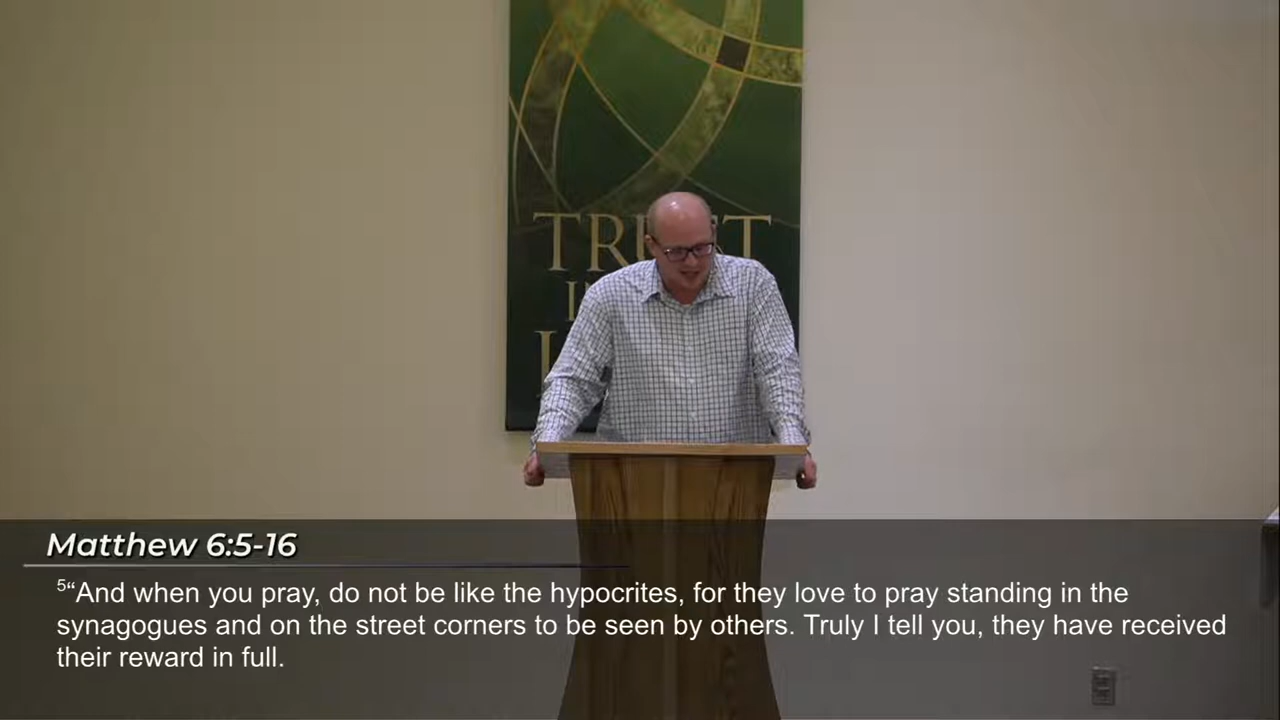 TRUST
Matthew 6:5-16
⁵“And when you pray, do not be like the hypocrites, for they love to pray standing in the
synagogues and on the street corners to be seen by others. Truly I tell you, they have received
their reward in full.